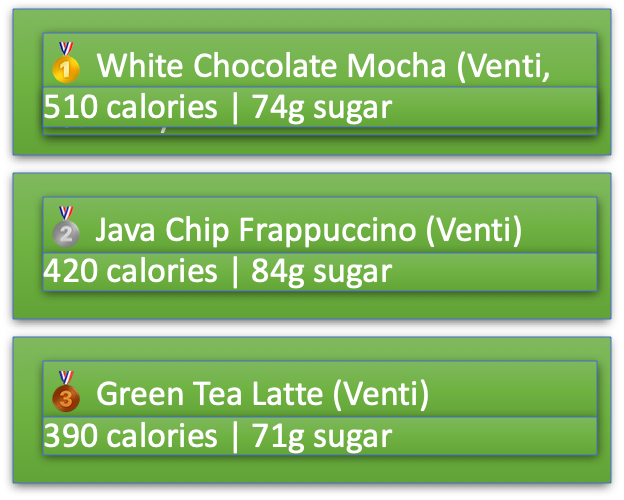 🥇 White Chocolate Mocha (Venti,
510 calories | 74g sugar
🥈 Java Chip Frappuccino (Venti)
420 calories | 84g sugar
🥉 Green Tea Latte (Venti)
390 calories | 71g sugar